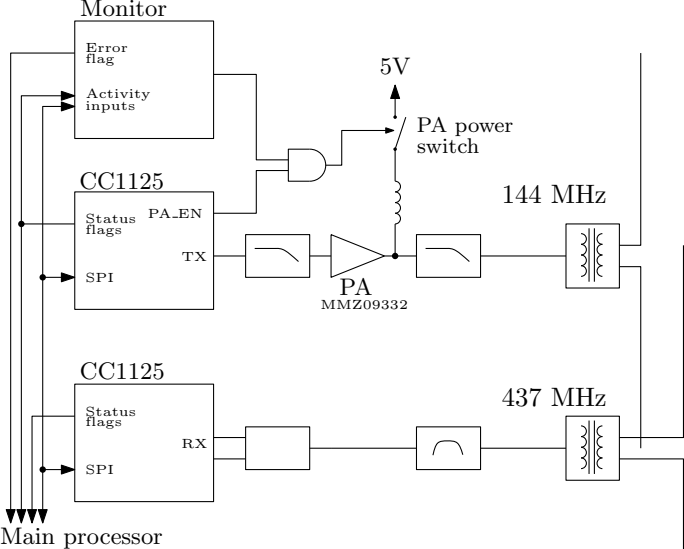 Monitor
Error
flag
Activity
inputs
5V
PA power
switch
CC1125
Status
flags
PA_EN
TX
SPI
144 MHz
PA
MMZ09332
CC1125
Status
flags
RX
SPI
437 MHz
Main processor